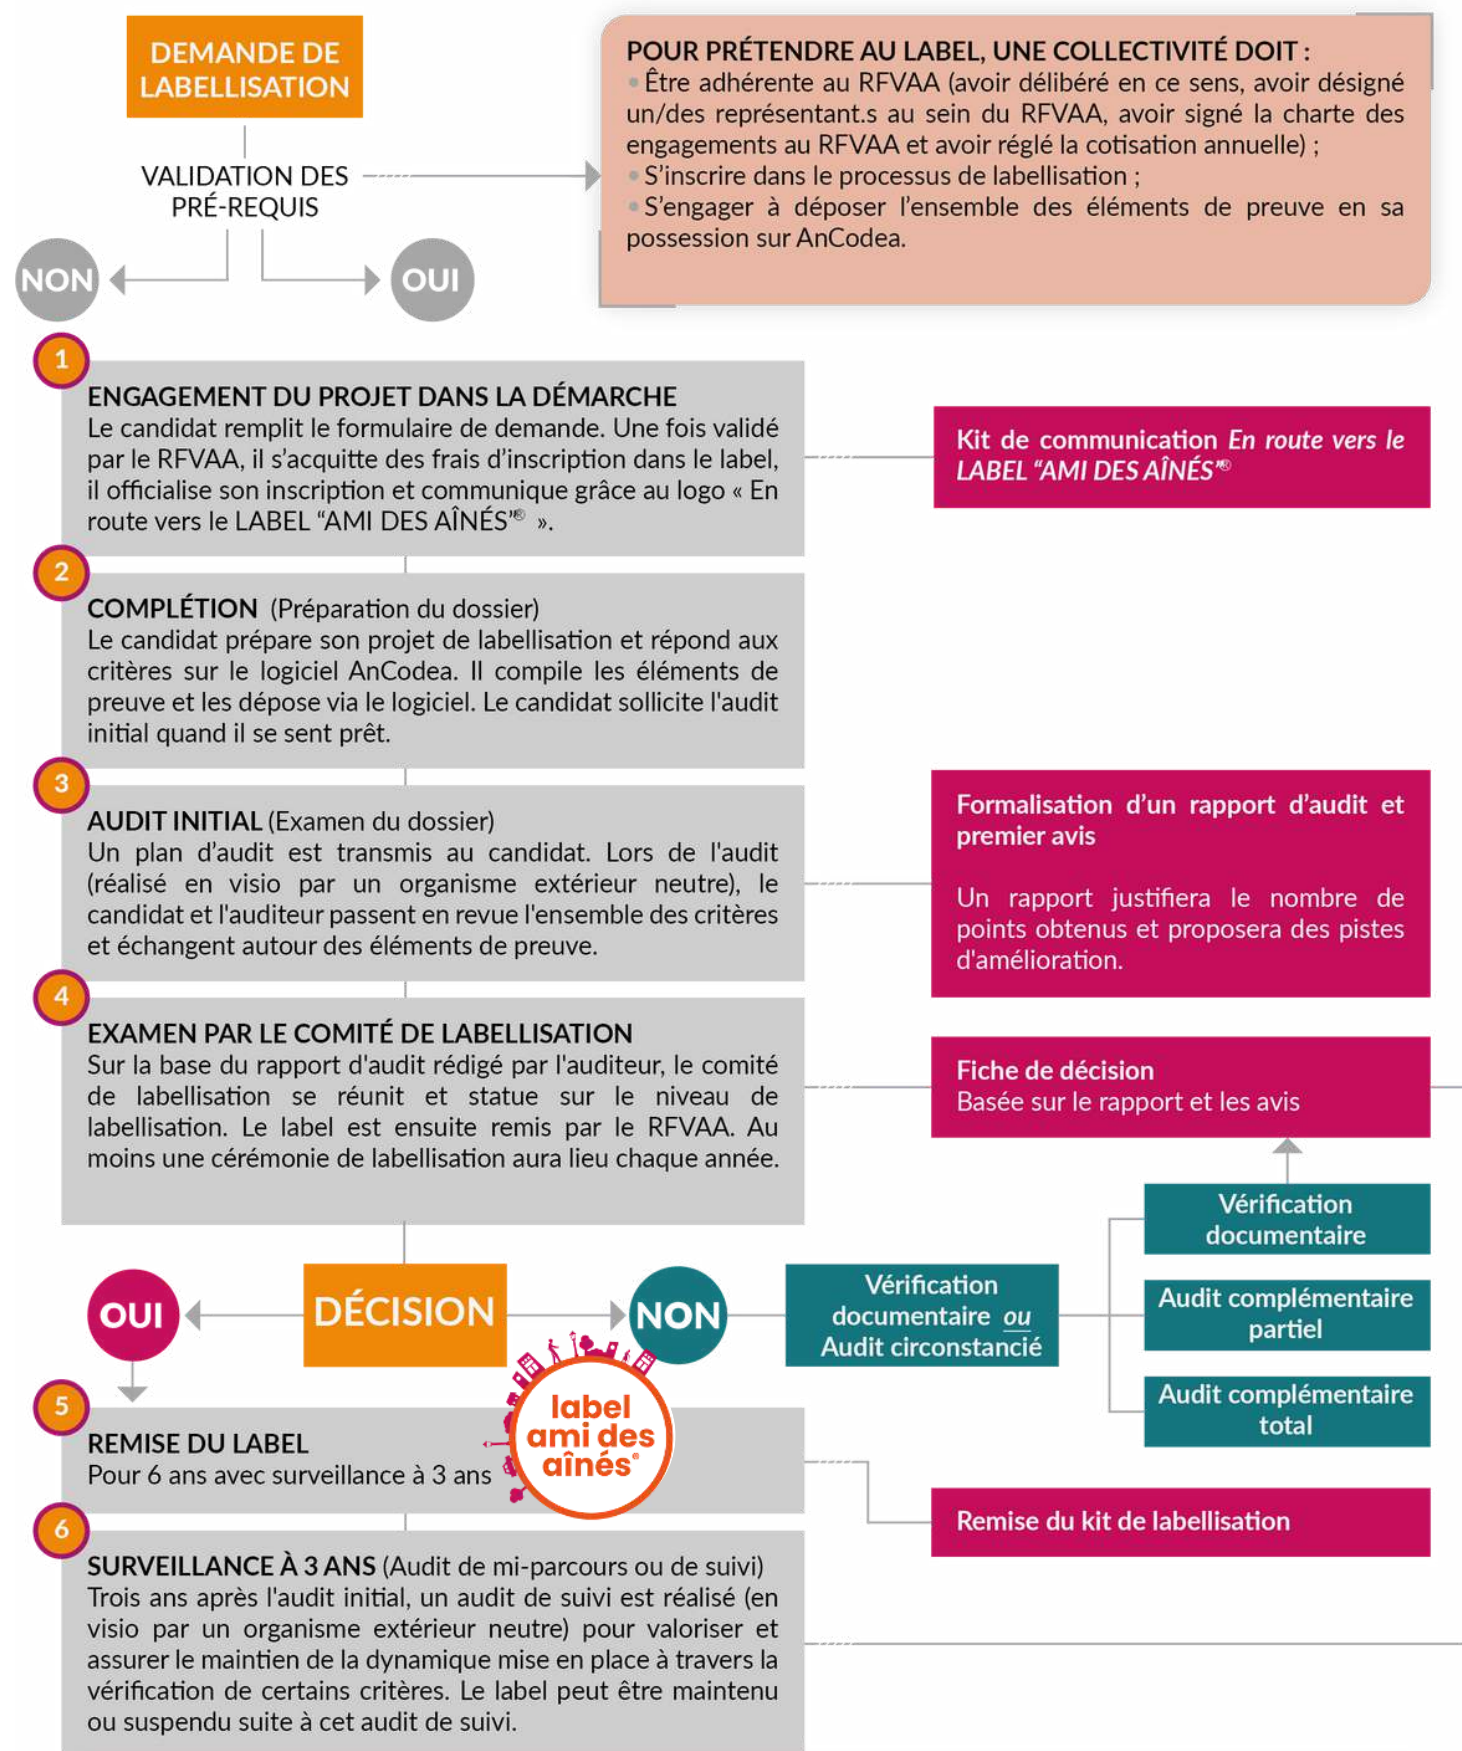 DEMANDE DE
LABELLISATION
VALIDATION DES
PRÉ-REQUIS
NON
OUI
POUR PRÉTENDRE AU LABEL, UNE COLLECTIVITÉ DOIT :
• Être adhérente au RFVAA (avoir délibéré en ce sens, avoir désigné
un/des représentant.s au sein du RFVAA, avoir signé la charte des
engagements au RFVAA et avoir réglé la cotisation annuelle) ;
• S’inscrire dans le processus de labellisation ;
• S’engager à déposer l’ensemble des éléments de preuve en sa
possession sur AnCodea.
1
ENGAGEMENT DU PROJET DANS LA DÉMARCHE
Le candidat remplit le formulaire de demande. Une fois validé
par le RFVAA, il s’acquitte des frais d’inscription dans le label,
il officialise son inscription et communique grâce au logo « En
route vers le LABEL “AMI DES AÎNÉS”® ».
Kit de communication En route vers le
LABEL “AMI DES AÎNÉS”®
2
COMPLÉTION (Préparation du dossier)
Le candidat prépare son projet de labellisation et répond aux
critères sur le logiciel AnCodea. Il compile les éléments de
preuve et les dépose via le logiciel. Le candidat sollicite l'audit
initial quand il se sent prêt.
3
AUDIT INITIAL (Examen du dossier)
Un plan d’audit est transmis au candidat. Lors de l'audit
(réalisé en visio par un organisme extérieur neutre), le
candidat et l'auditeur passent en revue l'ensemble des critères
et échangent autour des éléments de preuve.
Formalisation d’un rapport d’audit et
premier avis
Un rapport justifiera le nombre de
points obtenus et proposera des pistes
d'amélioration.
4
EXAMEN PAR LE COMITÉ DE LABELLISATION
Sur la base du rapport d'audit rédigé par l'auditeur, le comité
de labellisation se réunit et statue sur le niveau de
labellisation. Le label est ensuite remis par le RFVAA. Au
moins une cérémonie de labellisation aura lieu chaque année.
Fiche de décision
Basée sur le rapport et les avis
OUI
DÉCISION
NON
Vérification
documentaire ou
Audit circonstancié
Vérification
documentaire
Audit complémentaire
partiel
Audit complémentaire
total
5
REMISE DU LABEL
Pour 6 ans avec surveillance à 3 ans
label
ami des
aînés®
Remise du kit de labellisation
6
SURVEILLANCE À 3 ANS (Audit de mi-parcours ou de suivi)
Trois ans après l'audit initial, un audit de suivi est réalisé (en
visio par un organisme extérieur neutre) pour valoriser et
assurer le maintien de la dynamique mise en place à travers la
vérification de certains critères. Le label peut être maintenu
ou suspendu suite à cet audit de suivi.